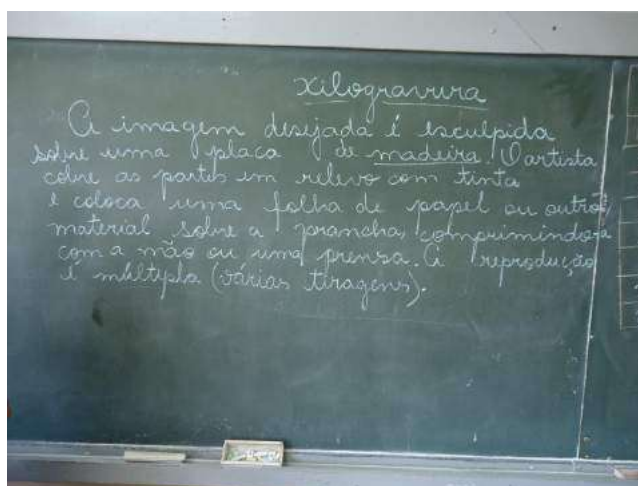 Xilogravura
A imagem desejada é esculpida
sobre uma placa de madeira. O artista
cobre as partes em relevo com tinta
e coloca uma folha de papel ou outro
material sobre a prancha, comprimindo-a
com a mão ou uma prensa. A reprodução
é múltipla (várias tiragens).